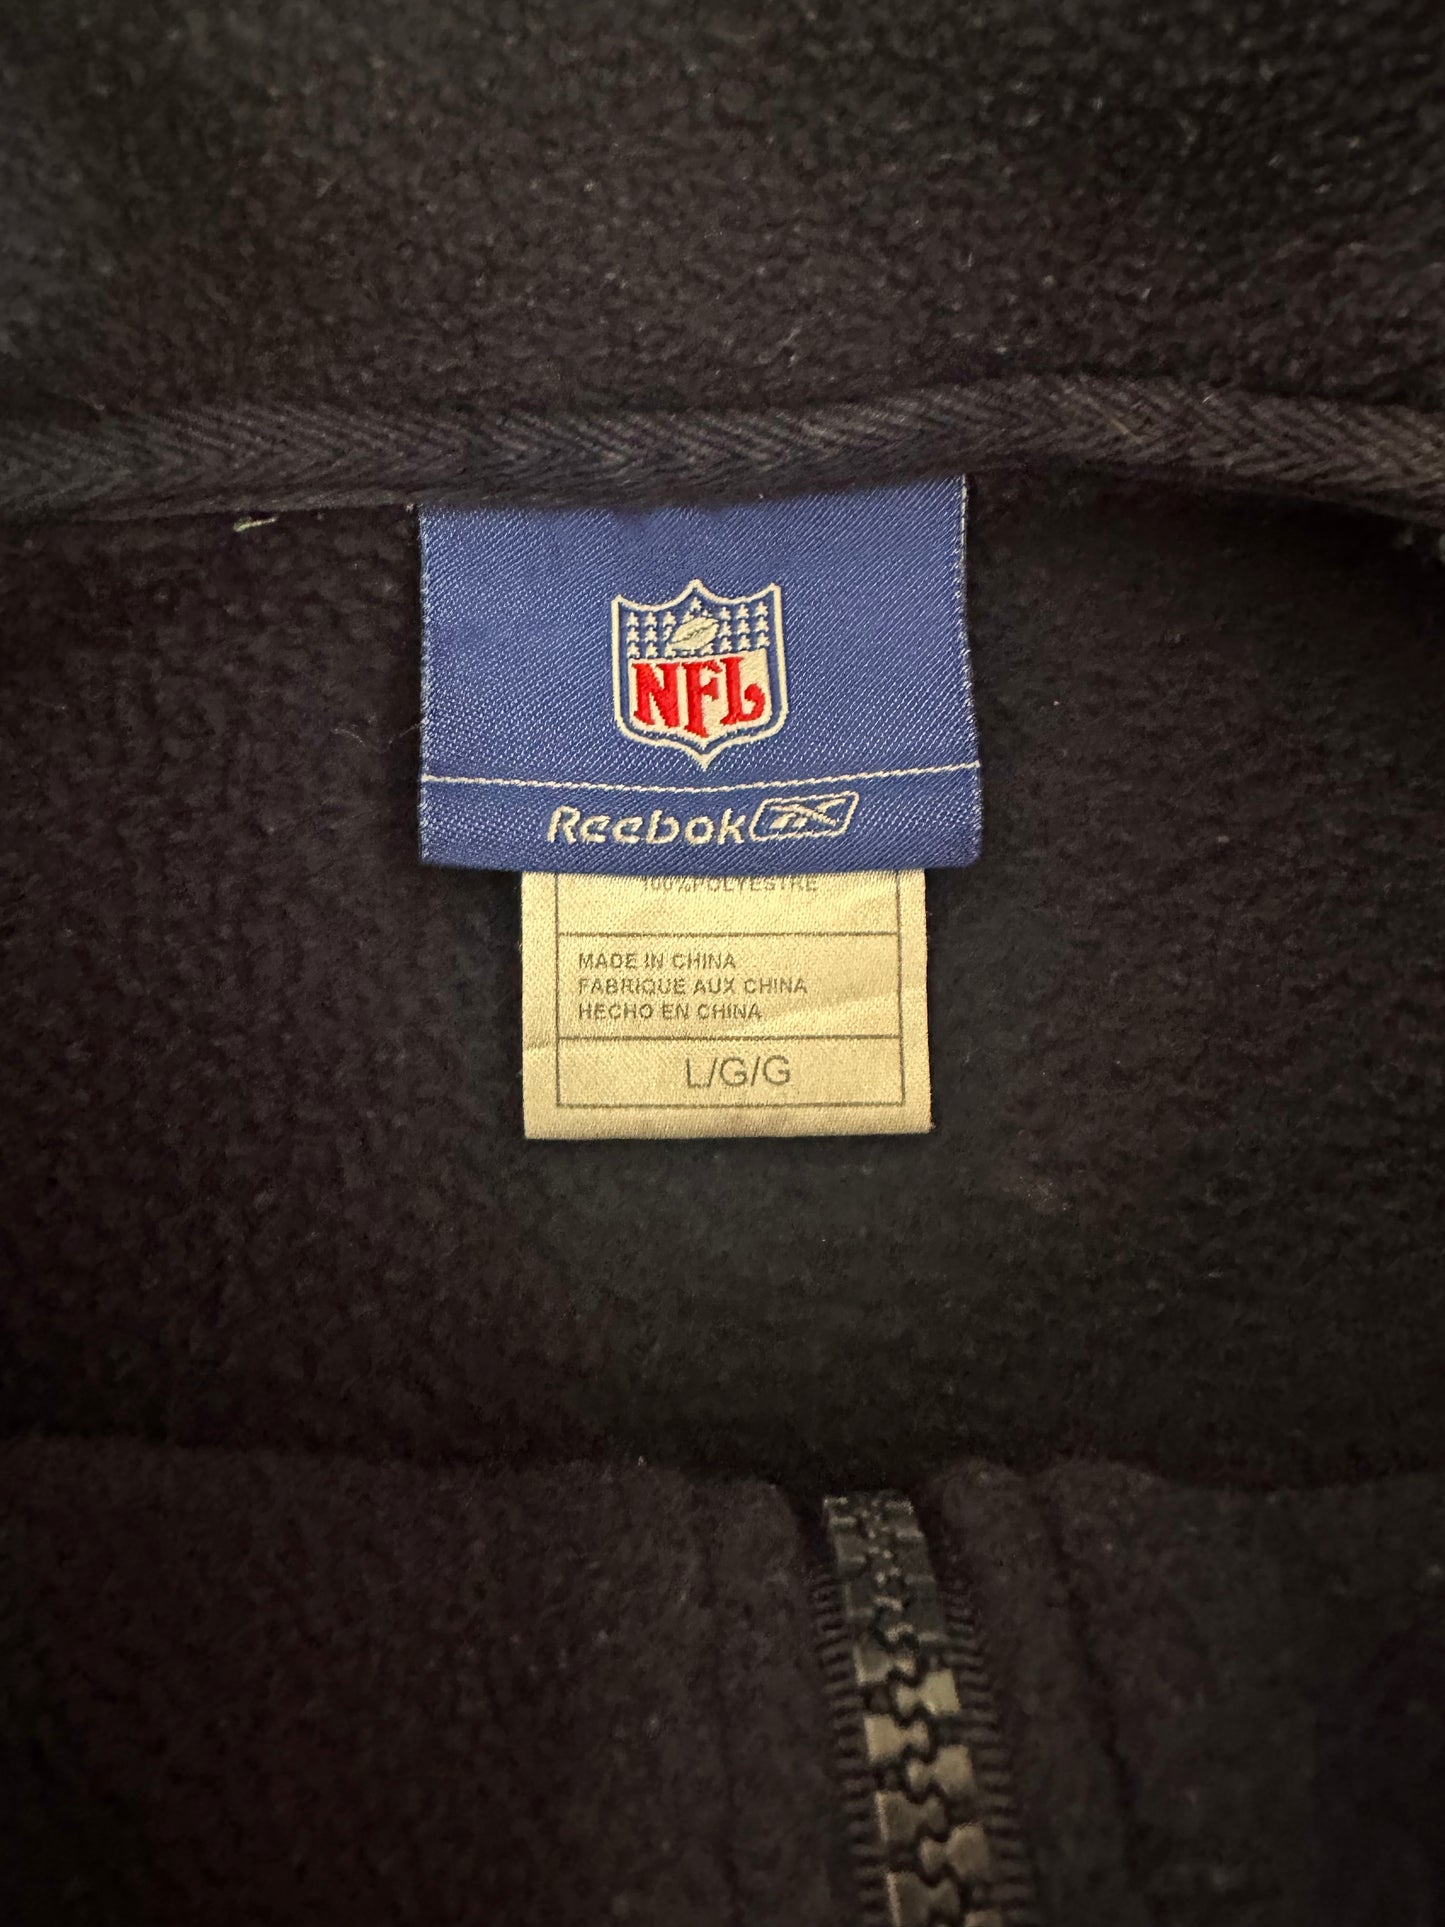 NFL
Reebok
100%POLYESTRE
MADE IN CHINA
FABRIQUE AUX CHINA
HECHO EN CHINA
L/G/G